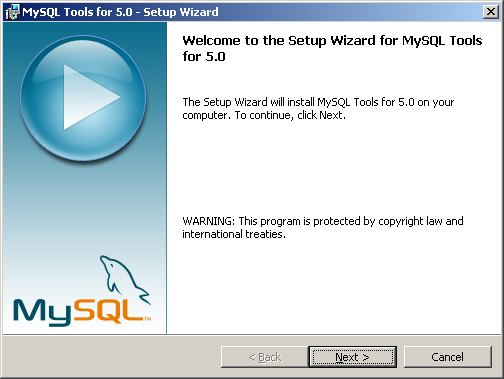 MySQL Tools for 5.0 - Setup Wizard
Welcome to the Setup Wizard for MySQL Tools
for 5.0
The Setup Wizard will install MySQL Tools for 5.0 on your
computer. To continue, click Next.
WARNING: This program is protected by copyright law and
international treaties.
MySQL™
< Back
Next >
Cancel